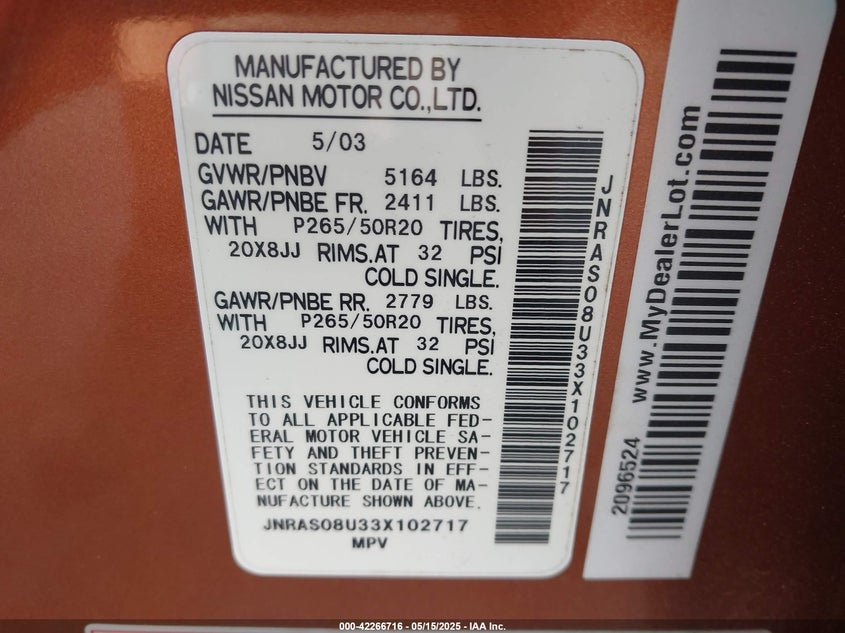 MANUFACTURED BY
NISSAN MOTOR CO.,LTD.
DATE 5/03
GVWR/PNBV 5164 LBS.
GAWR/PNBE FR. 2411 LBS.
WITH P265/50R20 TIRES,
20X8JJ RIMS.AT 32 PSI
COLD SINGLE.
GAWR/PNBE RR. 2779 LBS.
WITH P265/50R20 TIRES,
20X8JJ RIMS.AT 32 PSI
COLD SINGLE.
THIS VEHICLE CONFORMS
TO ALL APPLICABLE FED-
ERAL MOTOR VEHICLE SA-
FETY AND THEFT PREVEN-
TION STANDARDS IN EFF-
ECT ON THE DATE OF MA-
NUFACTURE SHOWN ABOVE.
JNRAS08U33X102717
MPV
JNRAS08U33X102717
www.MyDealerLot.com
2096524
000-42266716 - 05/15/2025 - IAA Inc.